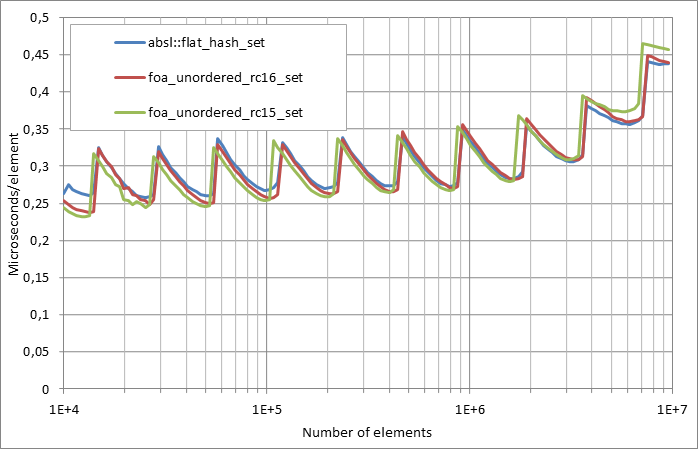 absl::flat_hash_set
foa_unordered_rc16_set
foa_unordered_rc15_set
Microseconds/element
0,5
0,45
0,4
0,35
0,3
0,25
0,2
0,15
0,1
0,05
0
1E+4
1E+5
1E+6
1E+7
Number of elements